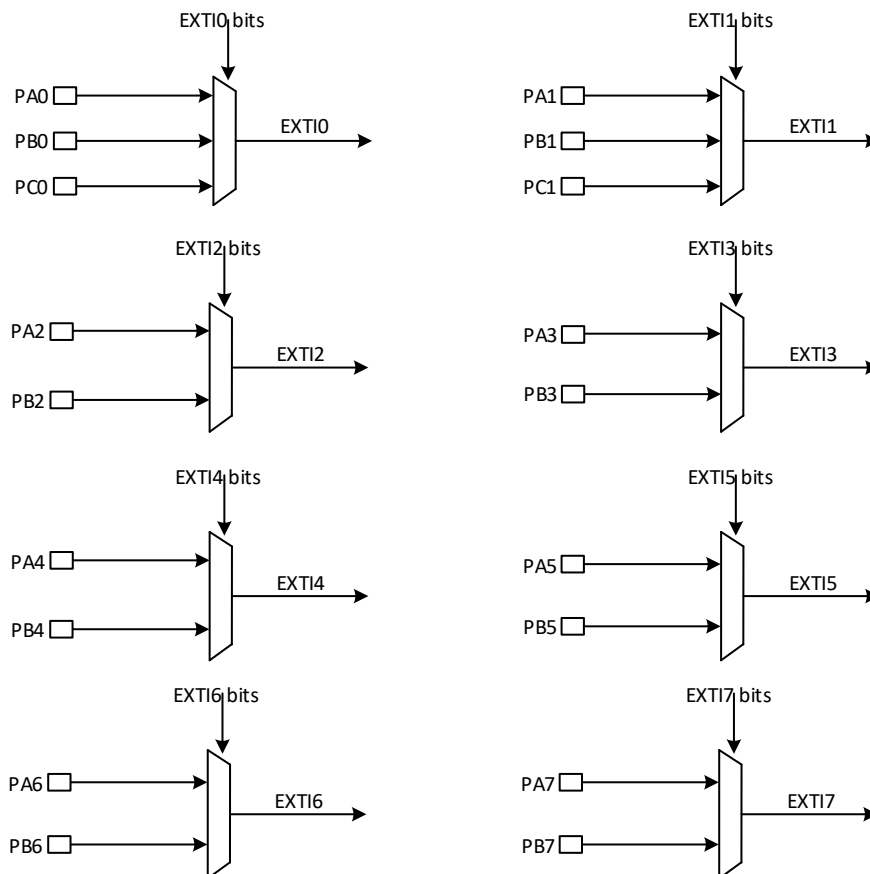 EXTI0 bits
PA0
PB0
PC0
EXTI0
EXTI1 bits
PA1
PB1
PC1
EXTI1
EXTI2 bits
PA2
PB2
EXTI2
EXTI3 bits
PA3
PB3
EXTI3
EXTI4 bits
PA4
PB4
EXTI4
EXTI5 bits
PA5
PB5
EXTI5
EXTI6 bits
PA6
PB6
EXTI6
EXTI7 bits
PA7
PB7
EXTI7